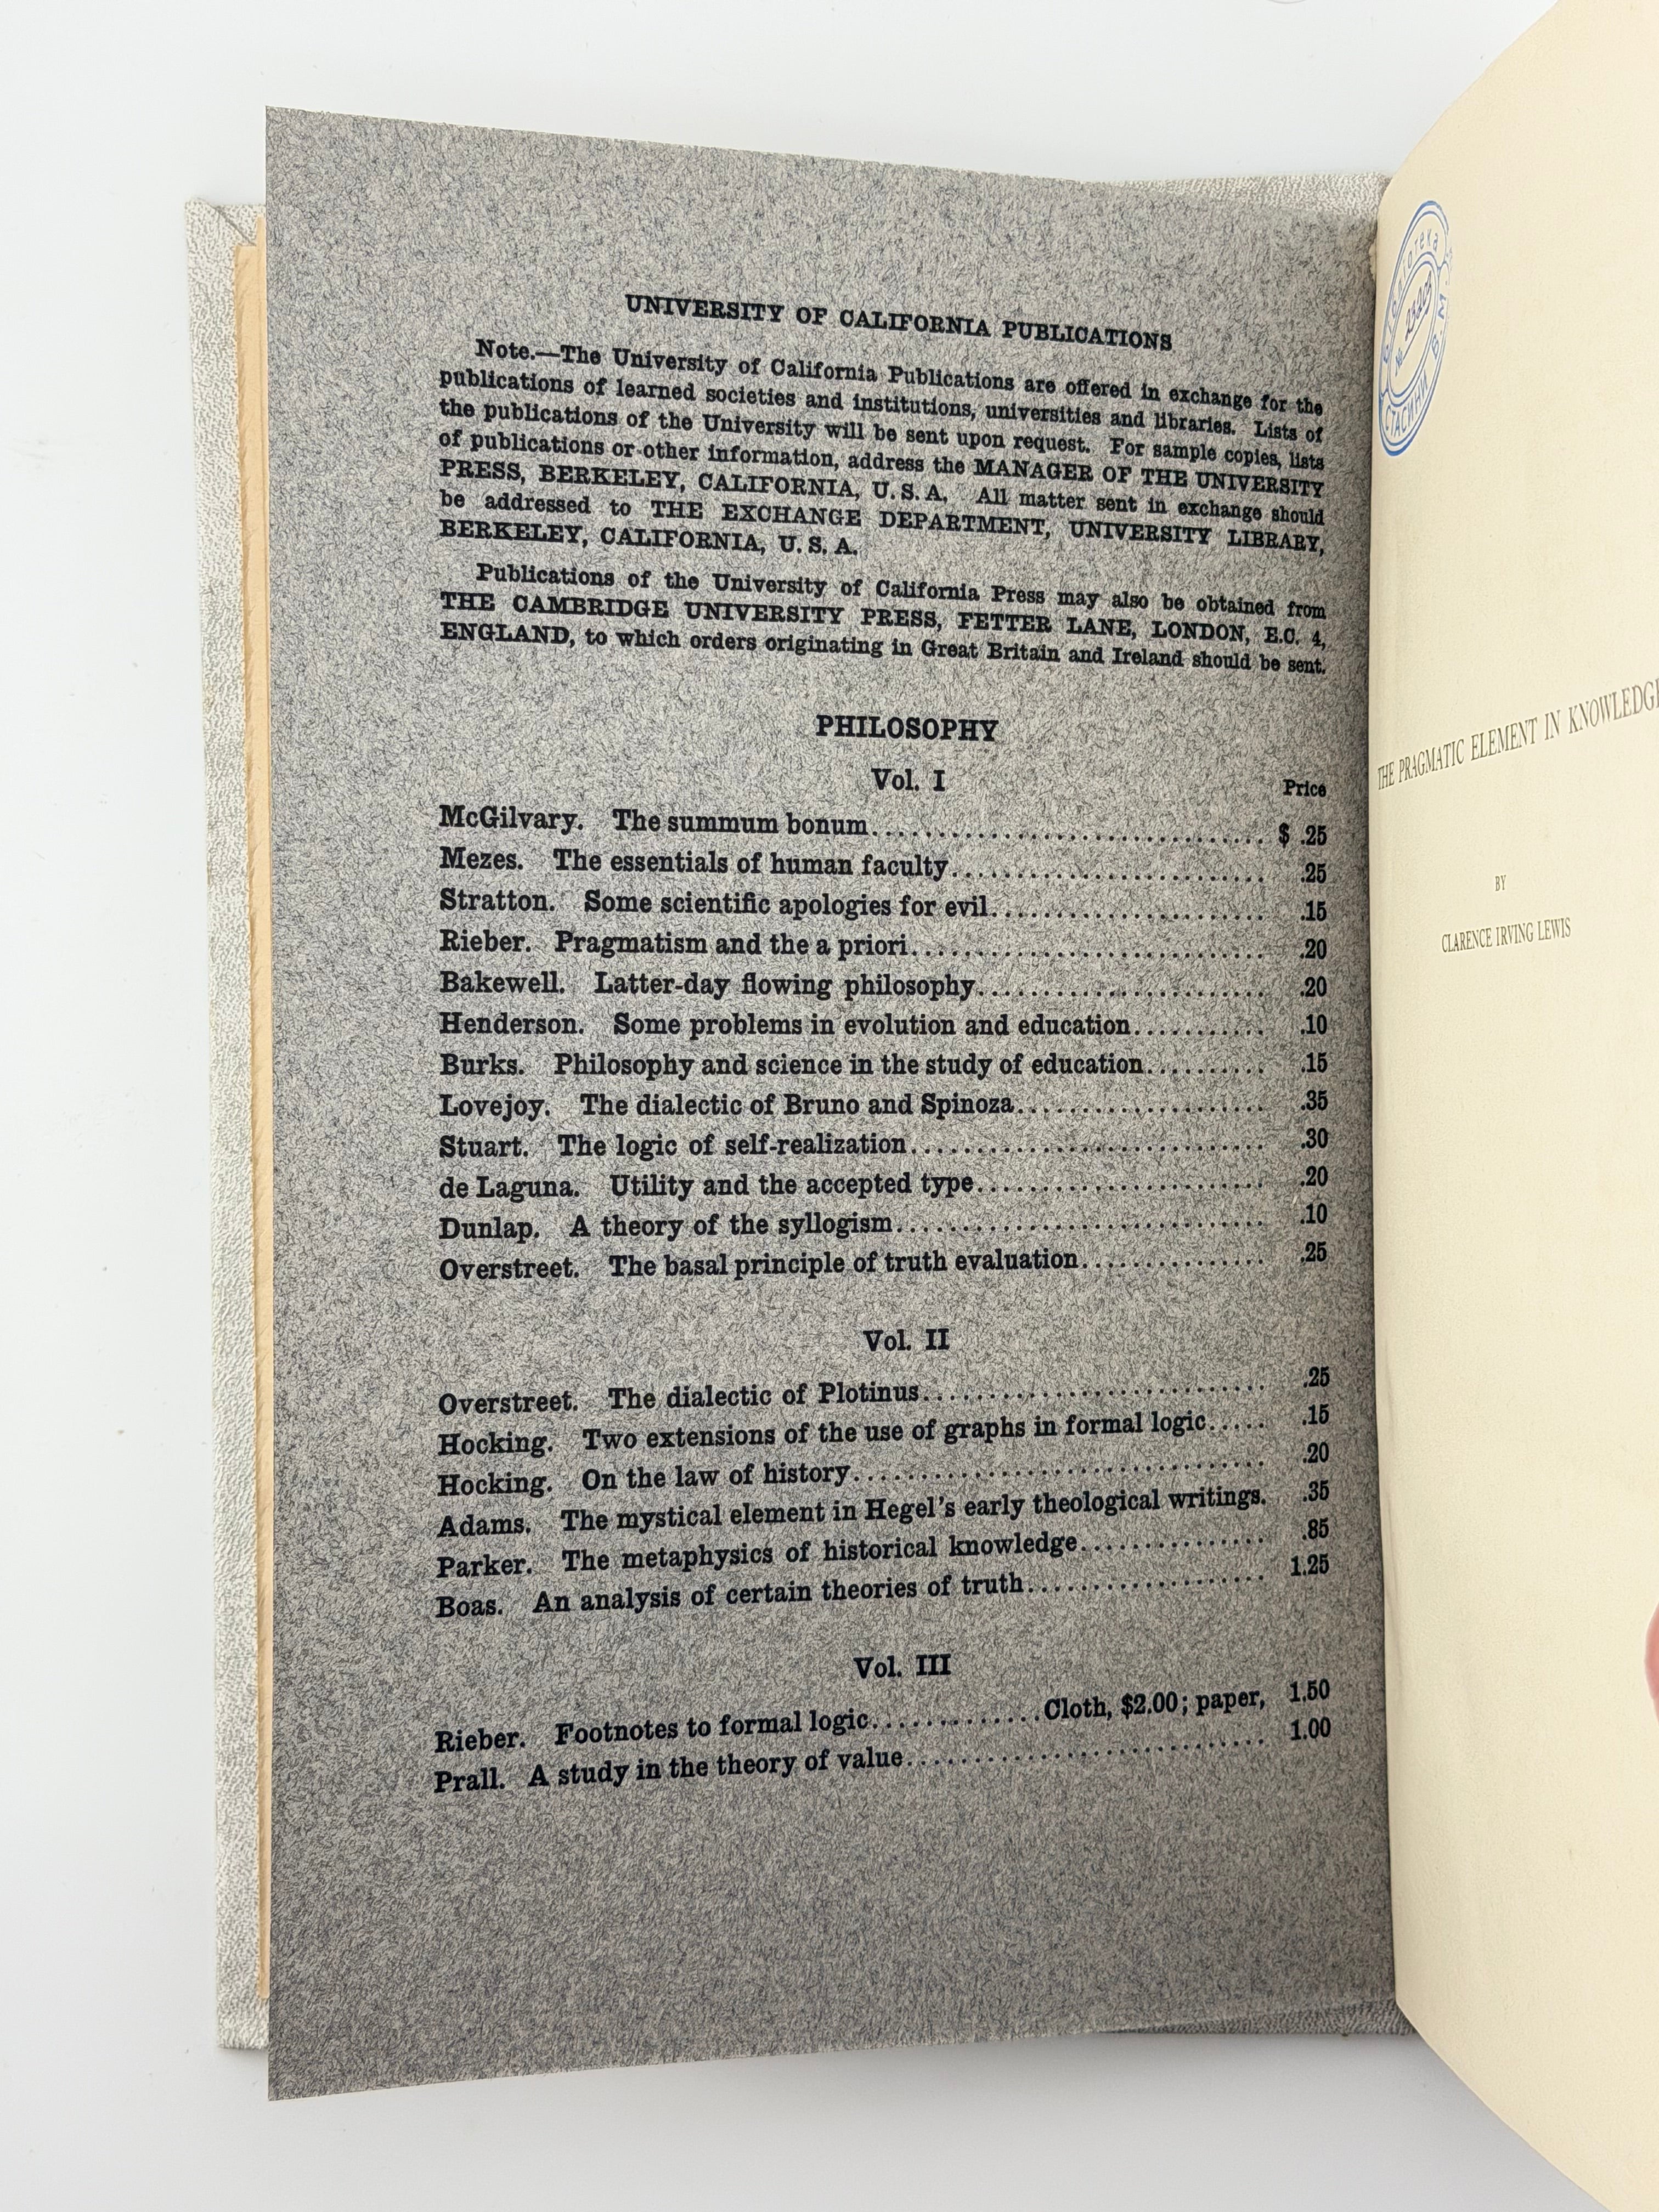 UNIVERSITY OF CALIFORNIA PUBLICATIONS
Note.—The University of California Publications are offered in exchange for the
publications of learned societies and institutions, universities and libraries. Lists of
the publications of the University will be sent upon request. For sample copies, lists
of publications or other information, address the MANAGER OF THE UNIVERSITY
PRESS, BERKELEY, CALIFORNIA, U. S. A. All matter sent in exchange should
be addressed to THE EXCHANGE DEPARTMENT, UNIVERSITY LIBRARY,
BERKELEY, CALIFORNIA, U. S. A.
Publications of the University of California Press may also be obtained from
THE CAMBRIDGE UNIVERSITY PRESS, FETTER LANE, LONDON, E.C. 4,
ENGLAND, to which orders originating in Great Britain and Ireland should be sent.
PHILOSOPHY
Vol. I
Price
McGilvary. The summum bonum.............................. $ .25
Mezes. The essentials of human faculty........................ .25
Stratton. Some scientific apologies for evil..................... .15
Rieber. Pragmatism and the a priori........................... .20
Bakewell. Latter-day flowing philosophy...................... .20
Henderson. Some problems in evolution and education.......... .10
Burks. Philosophy and science in the study of education......... .15
Lovejoy. The dialectic of Bruno and Spinoza................... .35
Stuart. The logic of self-realization........................... .30
de Laguna. Utility and the accepted type...................... .20
Dunlap. A theory of the syllogism............................ .10
Overstreet. The basal principle of truth evaluation.............. .25
Vol. II
Overstreet. The dialectic of Plotinus.......................... .25
Hocking. Two extensions of the use of graphs in formal logic..... .15
Hocking. On the law of history............................... .20
Adams. The mystical element in Hegel's early theological writings. .35
Parker. The metaphysics of historical knowledge............... .85
Boas. An analysis of certain theories of truth.................. 1.25
Vol. III
Rieber. Footnotes to formal logic.............Cloth, $2.00; paper, 1.50
Prall. A study in the theory of value........................... 1.00
THE PRAGMATIC ELEMENT IN
BY
CLARENCE IRVING LEWIS
№